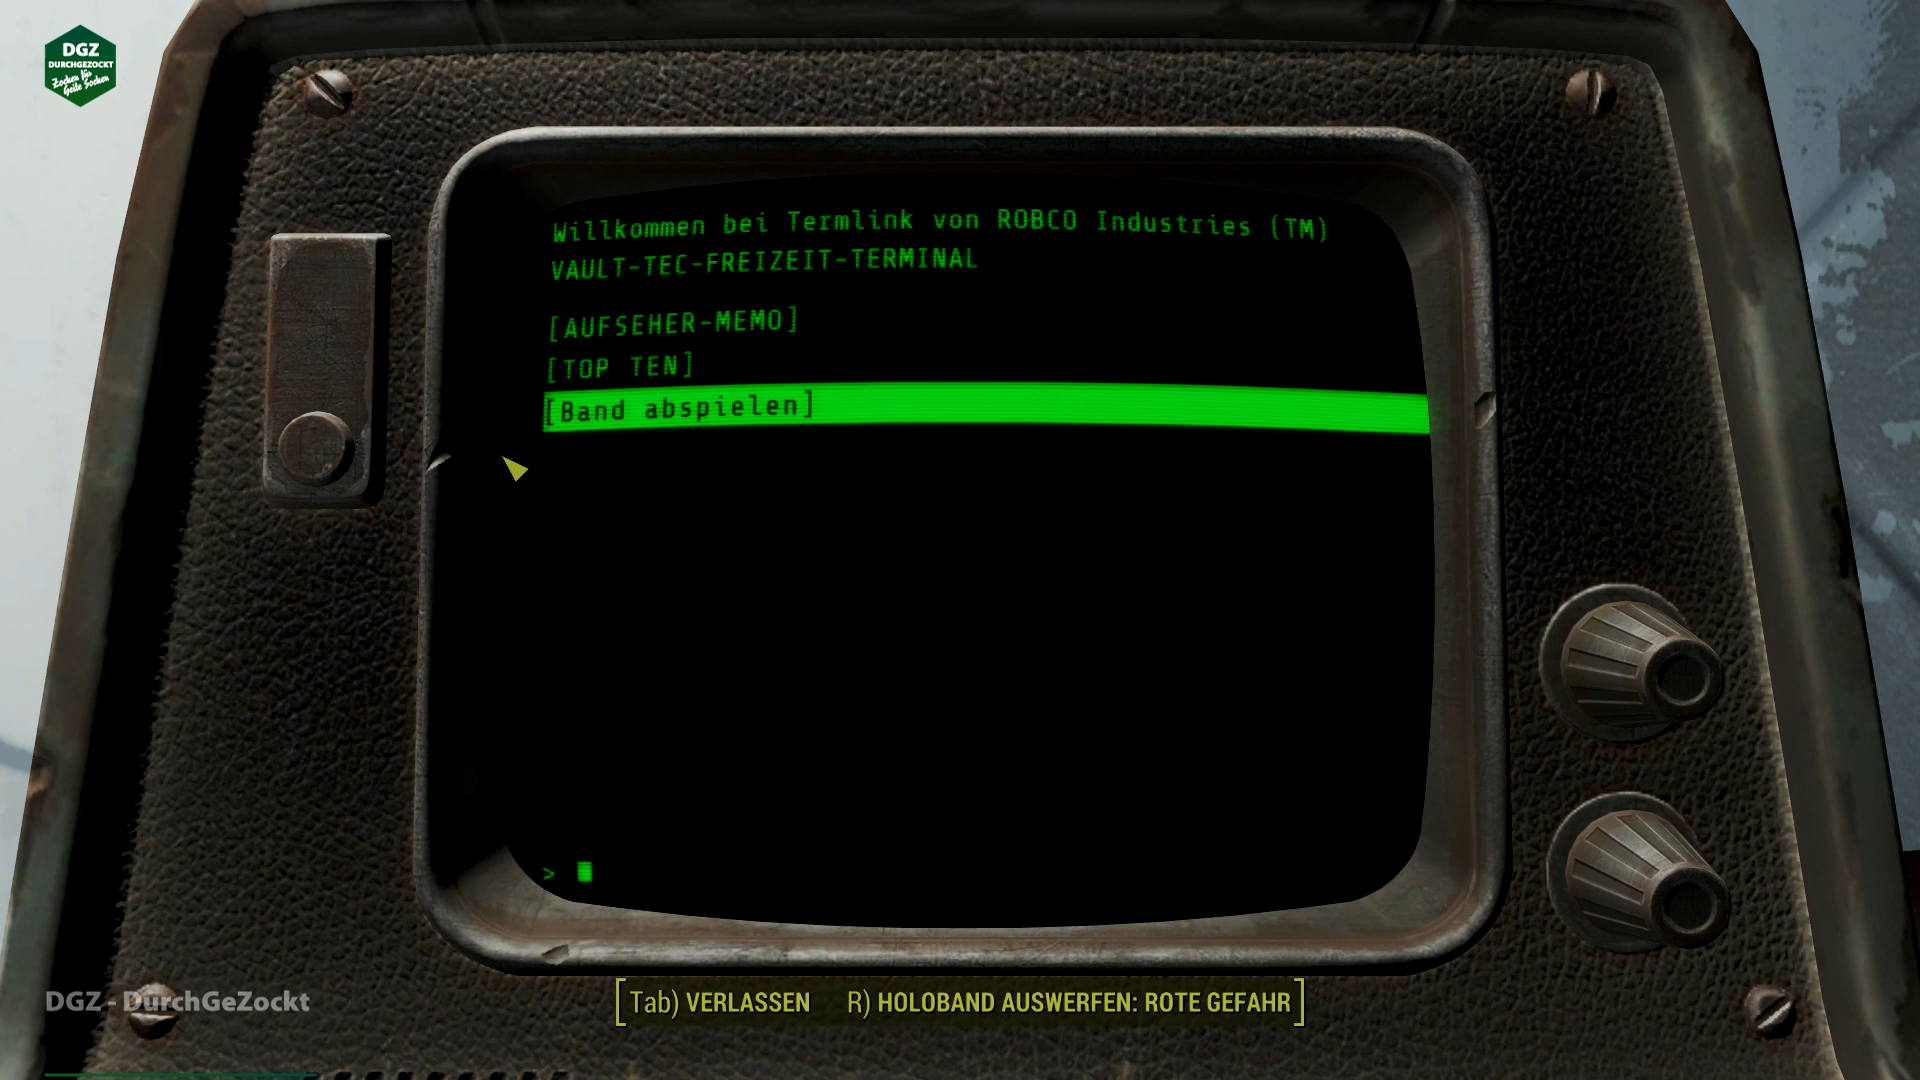 DGZ
DURCHGEZOCKT
Zocken für
Geile Socken
Willkommen bei Termlink von ROBCO Industries (TM)
VAULT-TEC-FREIZEIT-TERMINAL
[AUFSEHER-MEMO]
[TOP TEN]
[Band abspielen]
>
DGZ - DurchGeZockt
[Tab) VERLASSEN R) HOLOBAND AUSWERFEN: ROTE GEFAHR]